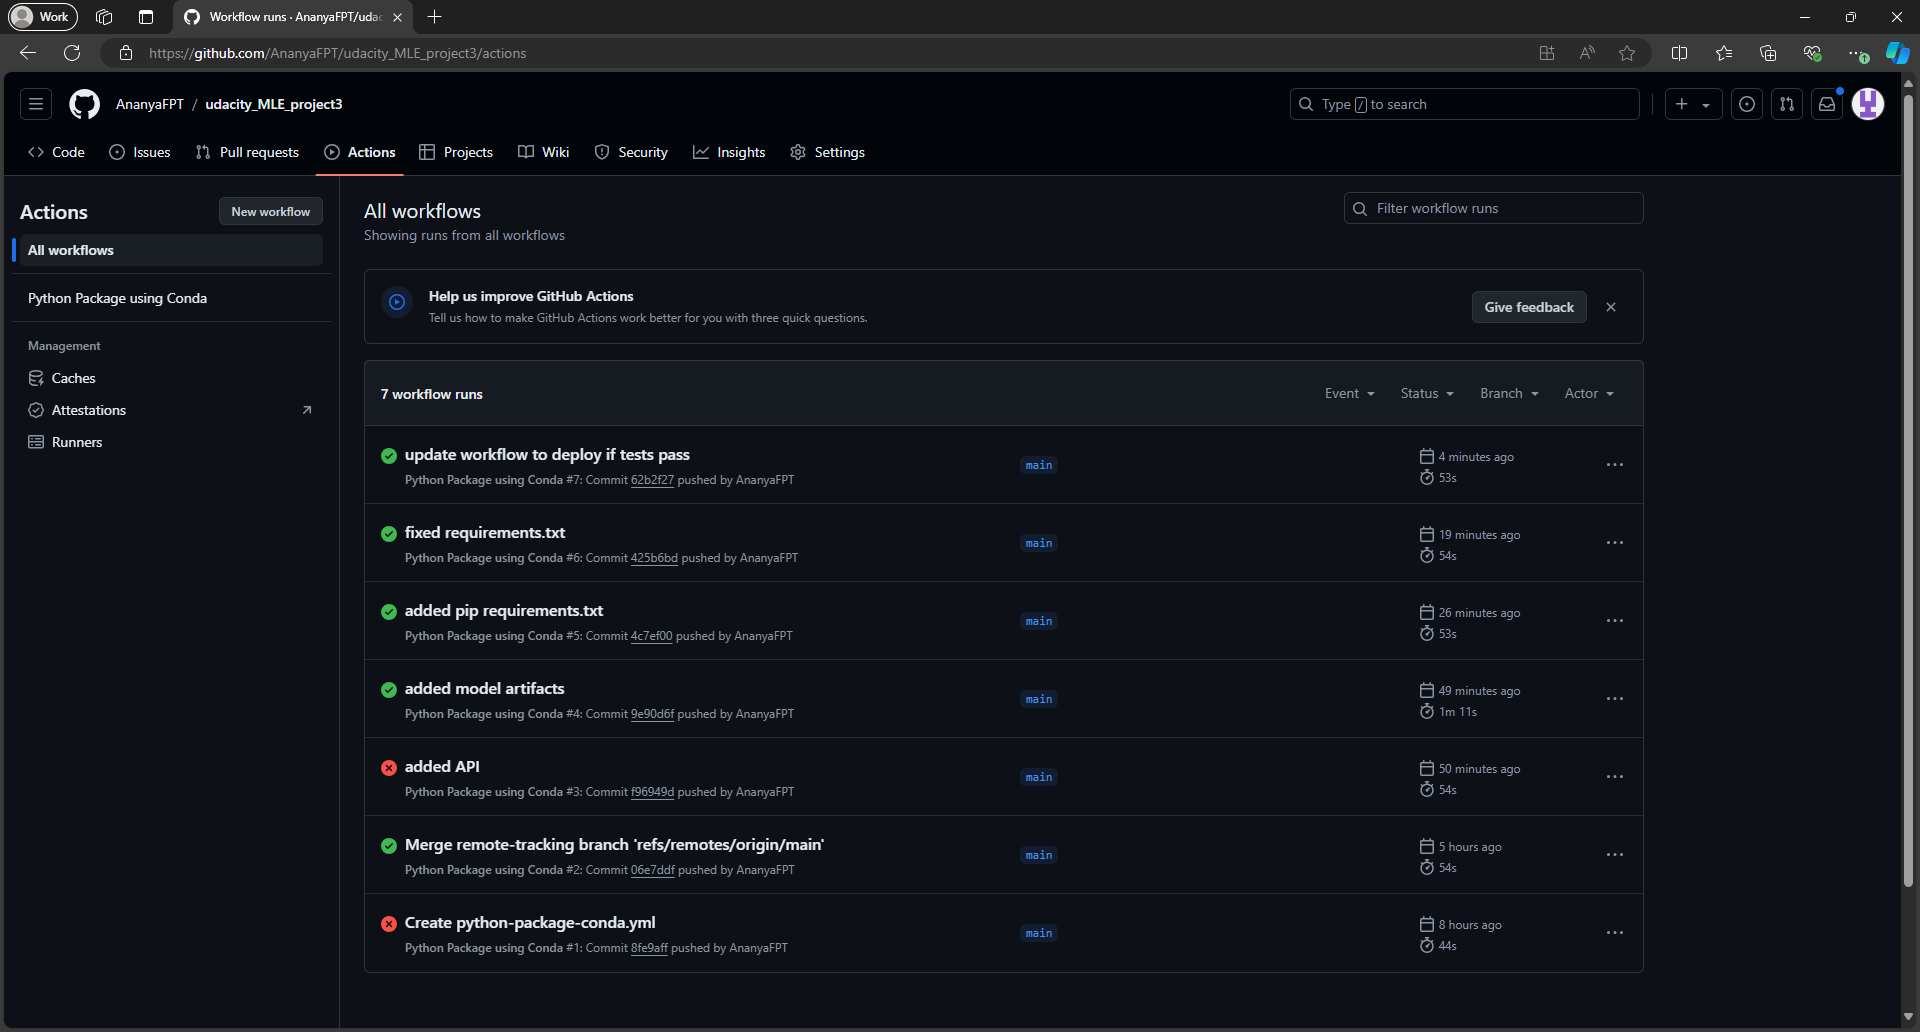 Work
Workflow runs · AnanyaFPT/udac
https://github.com/AnanyaFPT/udacity_MLE_project3/actions
AnanyaFPT / udacity_MLE_project3
Type / to search
Code
Issues
Pull requests
Actions
Projects
Wiki
Security
Insights
Settings
Actions
New workflow
All workflows
Python Package using Conda
Management
Caches
Attestations
Runners
All workflows
Showing runs from all workflows
Filter workflow runs
Help us improve GitHub Actions
Tell us how to make GitHub Actions work better for you with three quick questions.
Give feedback
7 workflow runs
Event
Status
Branch
Actor
update workflow to deploy if tests pass
Python Package using Conda #7: Commit 62b2f27 pushed by AnanyaFPT
main
4 minutes ago
53s
fixed requirements.txt
Python Package using Conda #6: Commit 425b6bd pushed by AnanyaFPT
main
19 minutes ago
54s
added pip requirements.txt
Python Package using Conda #5: Commit 4c7ef00 pushed by AnanyaFPT
main
26 minutes ago
53s
added model artifacts
Python Package using Conda #4: Commit 9e90d6f pushed by AnanyaFPT
main
49 minutes ago
1m 11s
added API
Python Package using Conda #3: Commit f96949d pushed by AnanyaFPT
main
50 minutes ago
54s
Merge remote-tracking branch 'refs/remotes/origin/main'
Python Package using Conda #2: Commit 06e7ddf pushed by AnanyaFPT
main
5 hours ago
54s
Create python-package-conda.yml
Python Package using Conda #1: Commit 8fe9aff pushed by AnanyaFPT
main
8 hours ago
44s